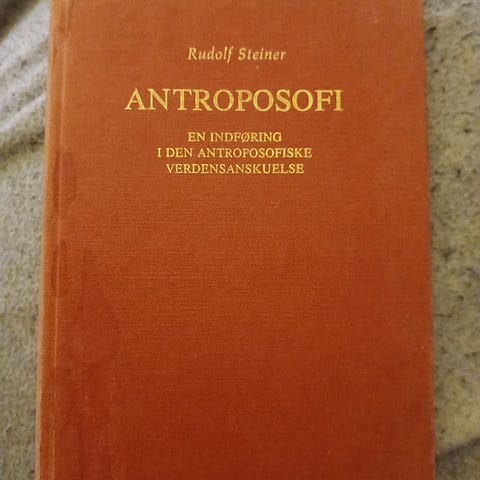 Rudolf Steiner
ANTROPOSOFI
EN INDFØRING
I DEN ANTROPOSOFISKE
VERDENSANSKUELSE